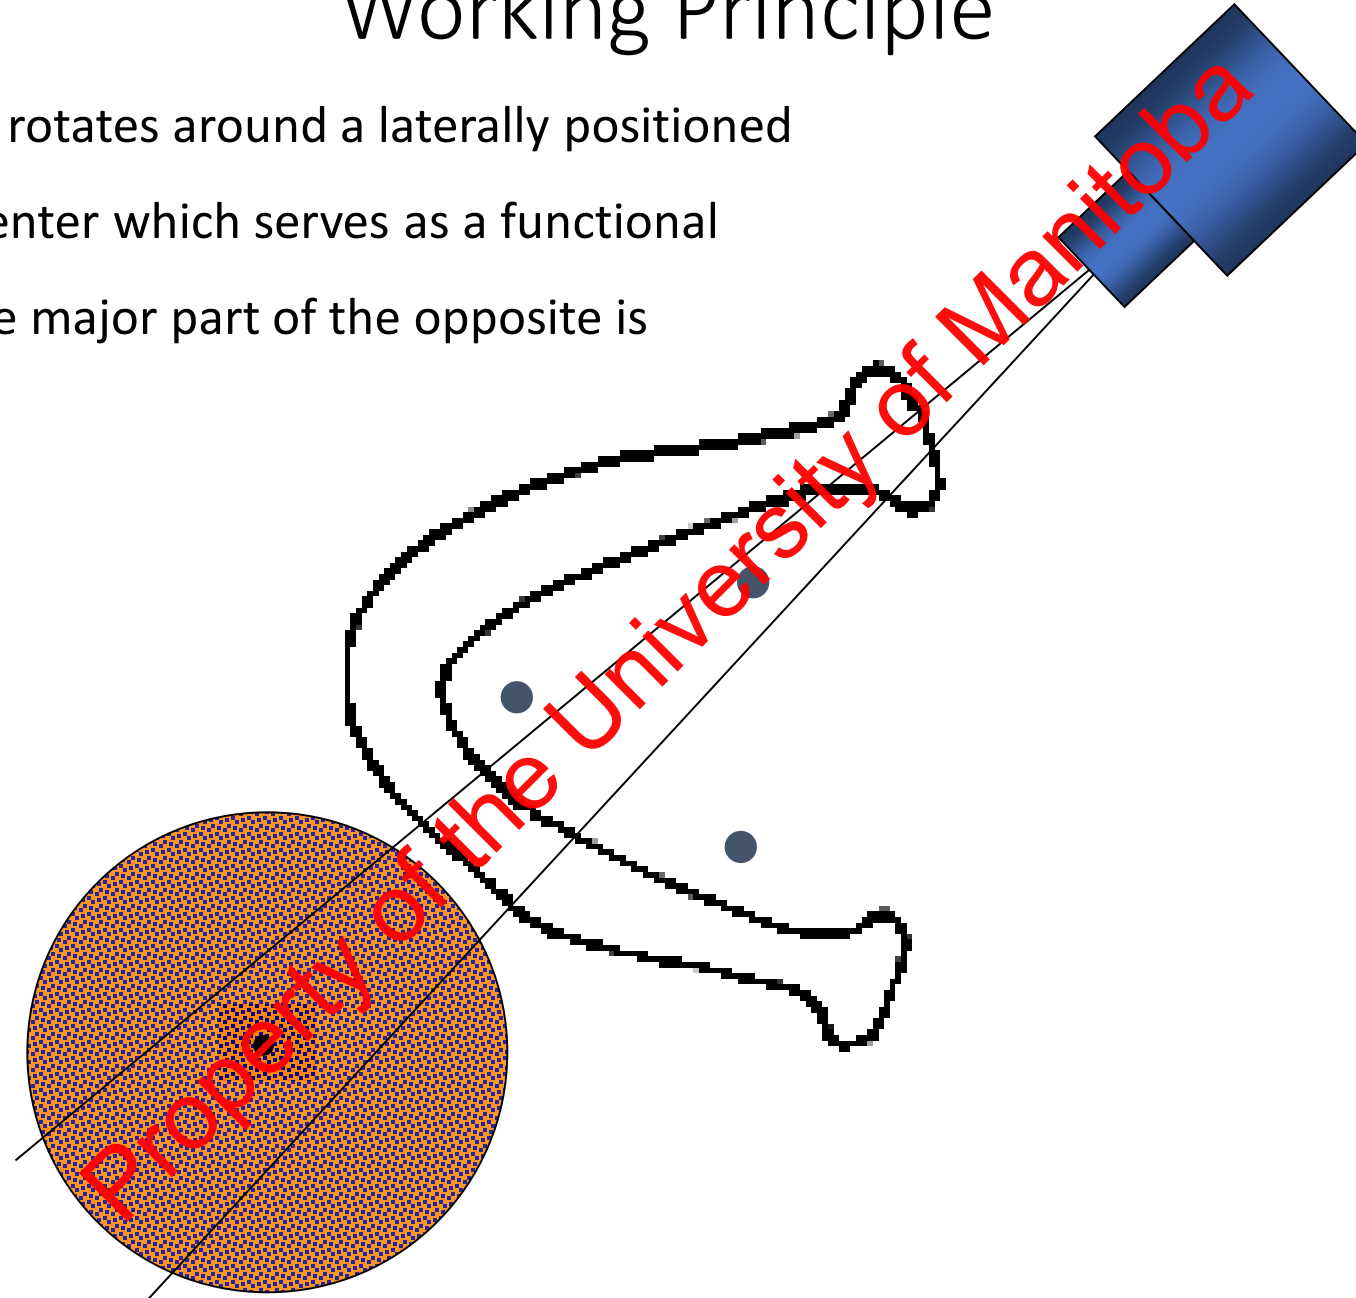 Working Principle
rotates around a laterally positioned
enter which serves as a functional
e major part of the opposite is
Property of the University of Manitoba